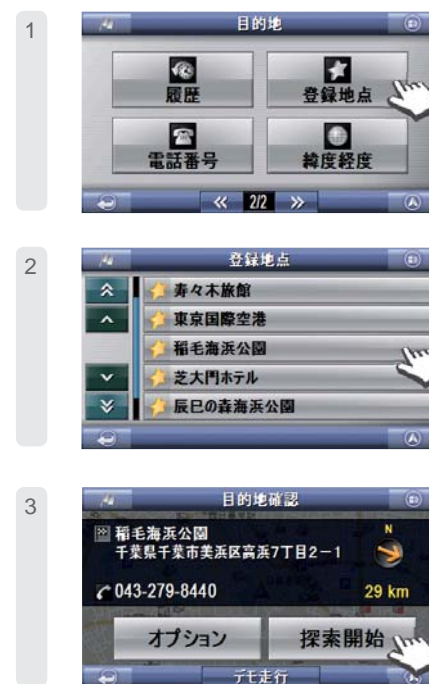 1
目的地
履歴
登録地点
電話番号
緯度経度
2/2
2
登録地点
寿々木旅館
東京国際空港
稲毛海浜公園
芝大門ホテル
辰巳の森海浜公園
3
目的地確認
稲毛海浜公園
千葉県千葉市美浜区高浜7丁目2−1
N
043-279-8440
29 km
オプション
探索開始
デモ走行